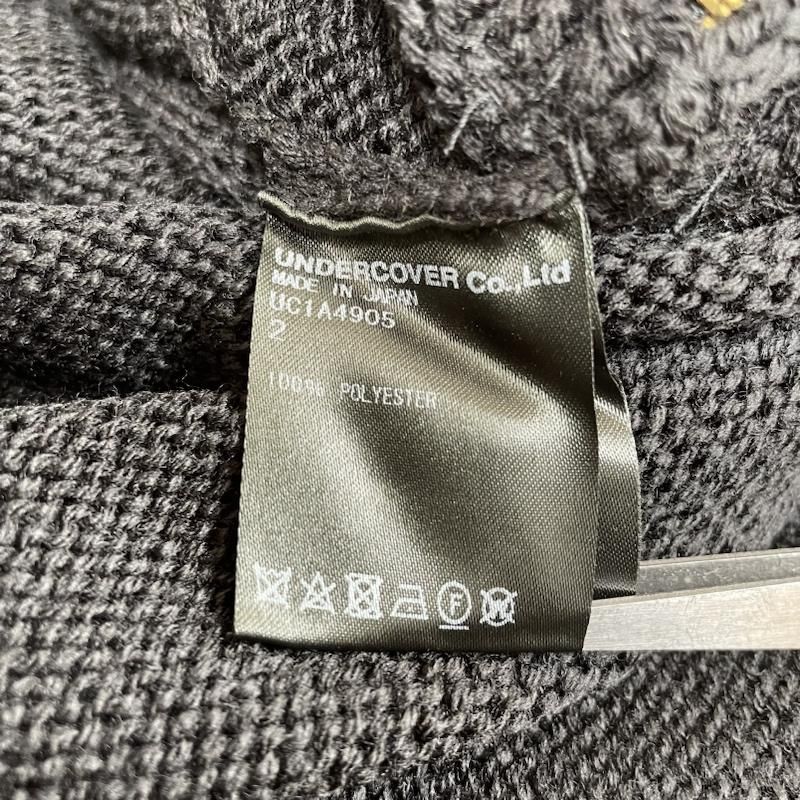 UNDERCOVER Co.,Ltd
MADE IN JAPAN
UC1A4905
2
100% POLYESTER
F
W